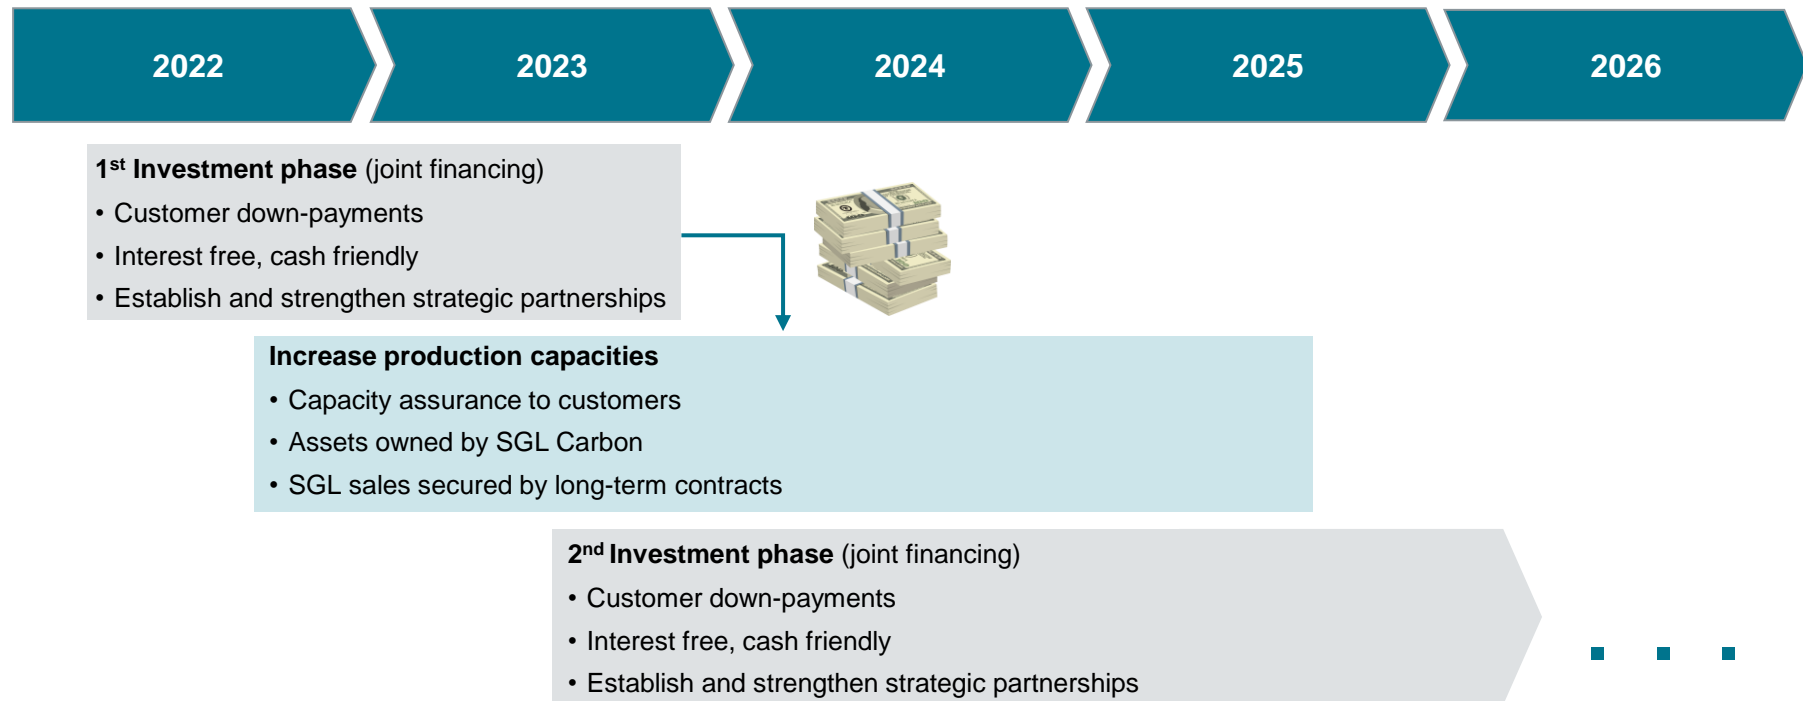 2022
2023
2024
2025
2026
1st Investment phase (joint financing)
• Customer down-payments
• Interest free, cash friendly
• Establish and strengthen strategic partnerships
Increase production capacities
• Capacity assurance to customers
• Assets owned by SGL Carbon
• SGL sales secured by long-term contracts
2nd Investment phase (joint financing)
• Customer down-payments
• Interest free, cash friendly
• Establish and strengthen strategic partnerships